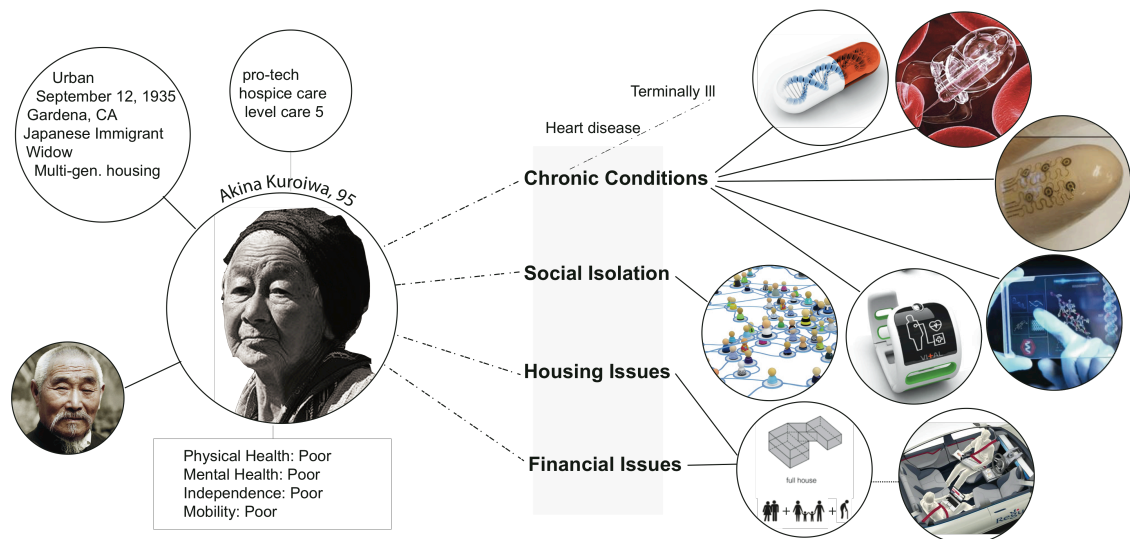 Urban
September 12, 1935
Gardena, CA
Japanese Immigrant
Widow
Multi-gen. housing
pro-tech
hospice care
level care 5
Akina Kuroiwa, 95
Physical Health: Poor
Mental Health: Poor
Independence: Poor
Mobility: Poor
Terminally Ill
Heart disease
Chronic Conditions
Social Isolation
Housing Issues
Financial Issues
VITAL
full house
+ +